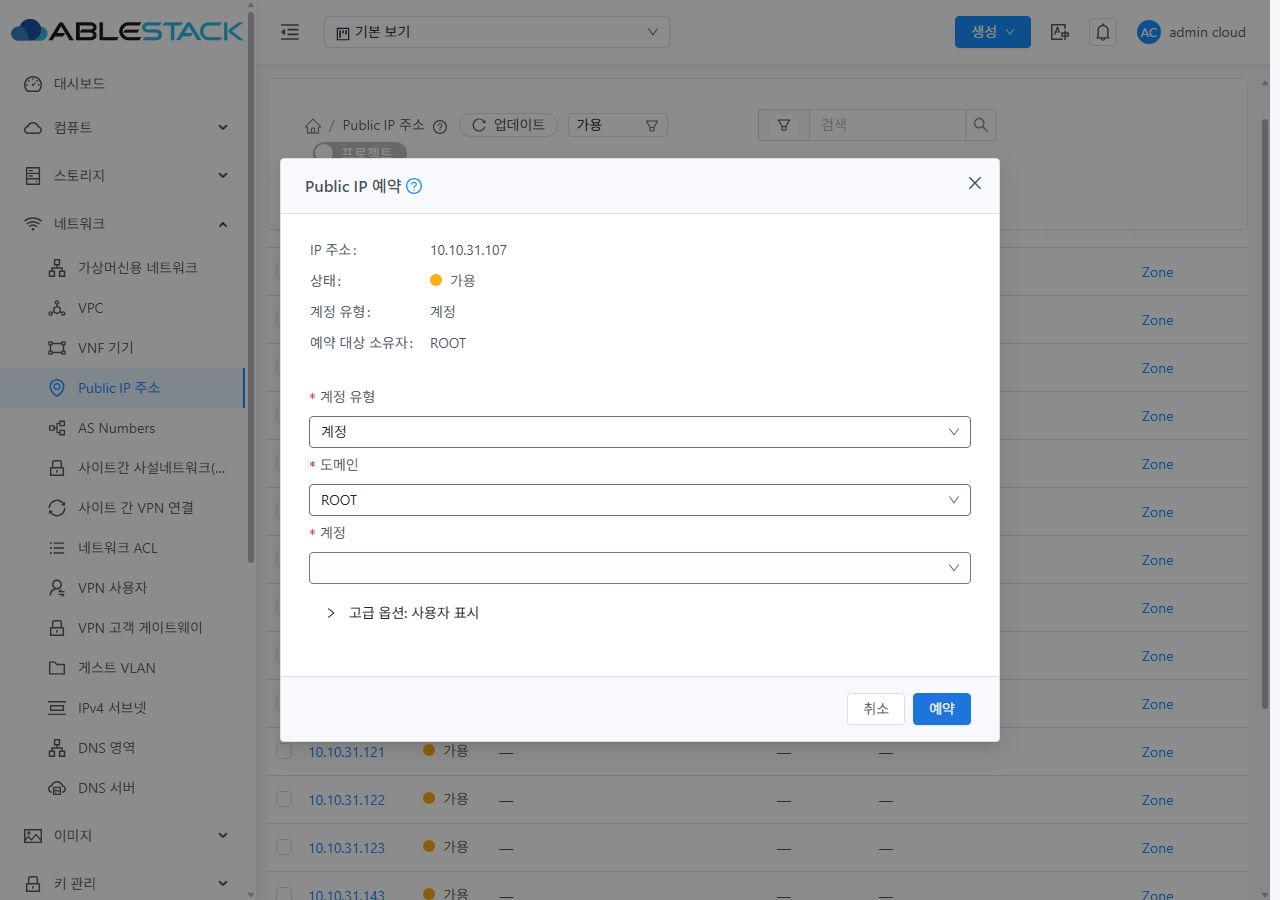 ABLESTACK
기본 보기
생성
AC
admin cloud
대시보드
컴퓨트
스토리지
네트워크
가상머신용 네트워크
VPC
VNF 기기
Public IP 주소
AS Numbers
사이트간 사설네트워크(...
사이트 간 VPN 연결
네트워크 ACL
VPN 사용자
VPN 고객 게이트웨이
게스트 VLAN
IPv4 서브넷
DNS 영역
DNS 서버
이미지
키 관리
/ Public IP 주소
업데이트
가용
검색
프로젝트
Public IP 예약
IP 주소: 10.10.31.107
상태: 가용
계정 유형: 계정
예약 대상 소유자: ROOT
* 계정 유형
계정
* 도메인
ROOT
* 계정
고급 옵션: 사용자 표시
취소
예약
Zone
Zone
Zone
Zone
Zone
Zone
Zone
Zone
Zone
Zone
10.10.31.121 가용 — — — Zone
10.10.31.122 가용 — — — Zone
10.10.31.123 가용 — — — Zone
10.10.31.143 가용 — — — Zone